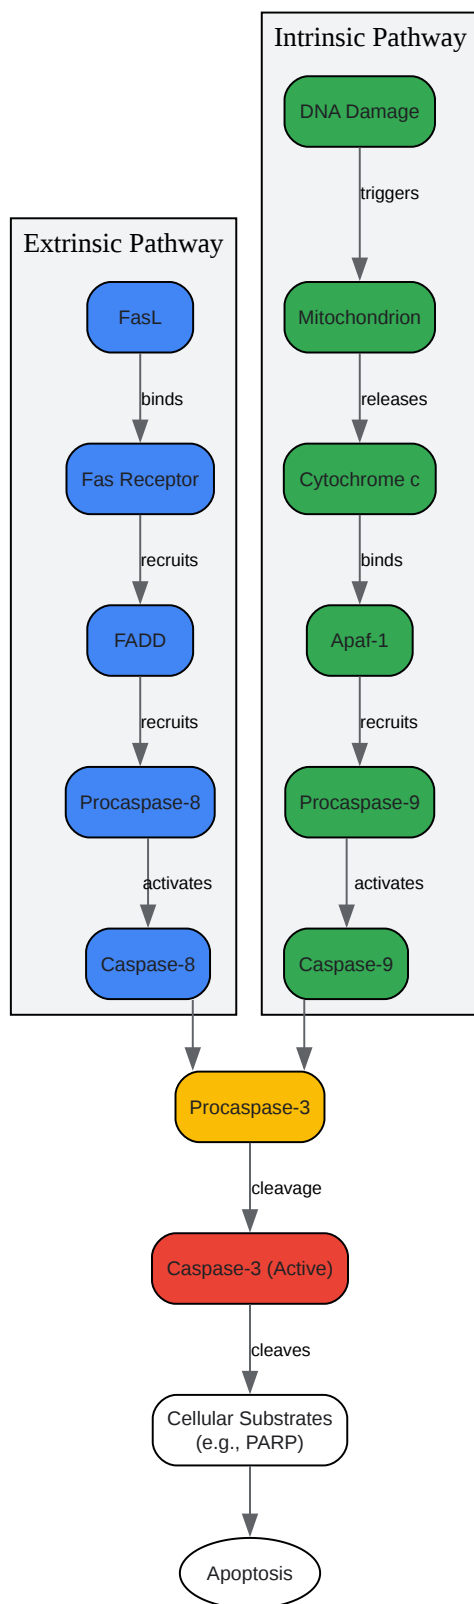 Intrinsic Pathway
DNA Damage
triggers
Mitochondrion
releases
Cytochrome c
binds
Apaf-1
recruits
Procaspase-9
activates
Caspase-9
Extrinsic Pathway
FasL
binds
Fas Receptor
recruits
FADD
recruits
Procaspase-8
activates
Caspase-8
Procaspase-3
cleavage
Caspase-3 (Active)
cleaves
Cellular Substrates
(e.g., PARP)
Apoptosis